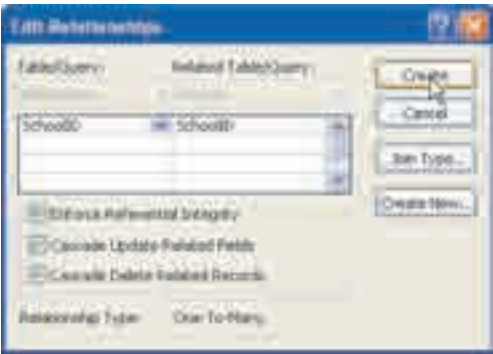 Edit Relationships
Table/Query: Related Table/Query:
SchoolID SchoolID
Enforce Referential Integrity
Cascade Update Related Fields
Cascade Delete Related Records
Relationship Type: One-To-Many
Create
Cancel
Join Type...
Create New...